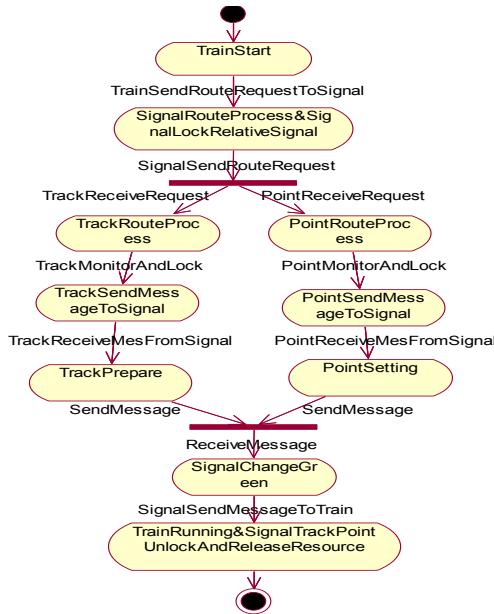 TrainStart
TrainSendRouteRequestToSignal
SignalRouteProcess&Sig
nalLockRelativeSignal
SignalSendRouteRequest
TrackReceiveRequest
PointReceiveRequest
TrackRouteProc
ess
PointRouteProc
ess
TrackMonitorAndLock
PointMonitorAndLock
TrackSendMess
ageToSignal
PointSendMess
ageToSignal
TrackReceiveMesFromSignal
PointReceiveMesFromSignal
TrackPrepare
PointSetting
SendMessage
SendMessage
ReceiveMessage
SignalChangeGr
een
SignalSendMessageToTrain
TrainRunning&SignalTrackPoint
UnlockAndReleaseResource